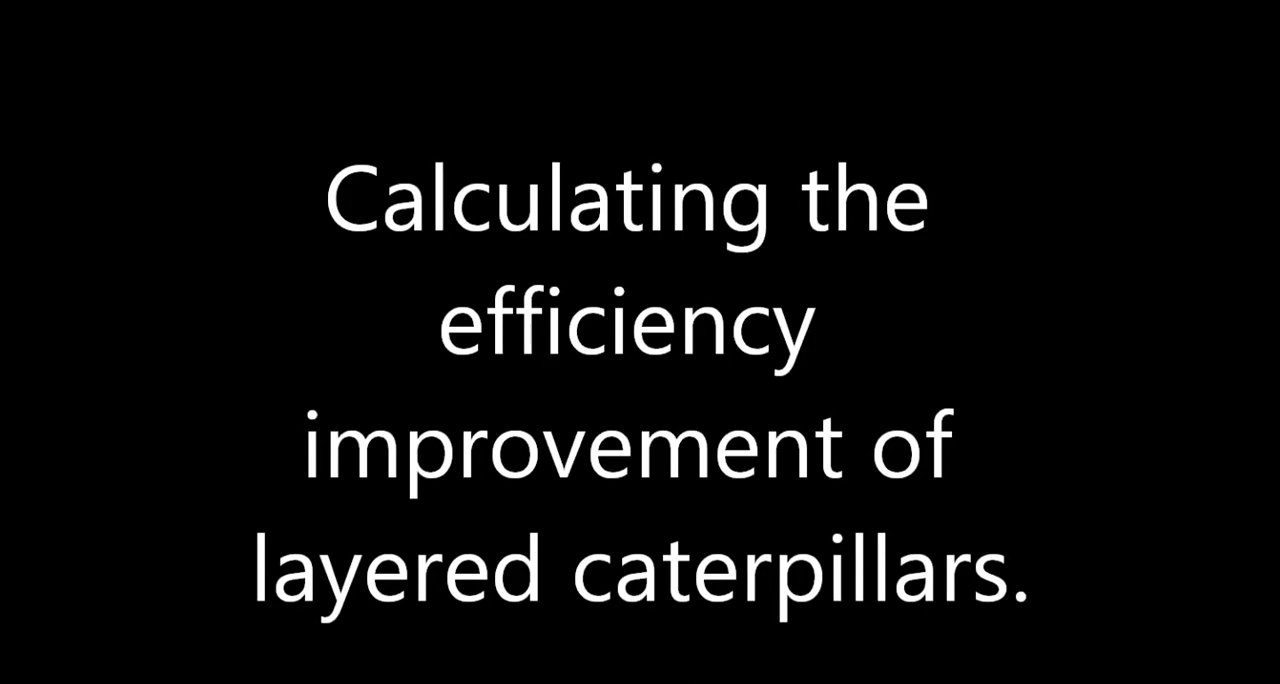 Calculating the
efficiency
improvement of
layered caterpillars.